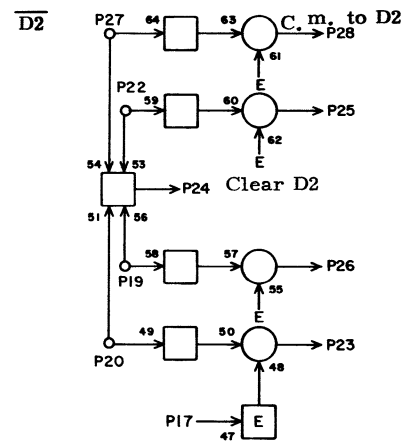 D2 P27 64 63 C. m. to D2
P28
61
E
P22 59 60 P25
62
E
54 53
P24 Clear D2
51 56
58 57 P26
P19 55
E
49 50 P23
P20 48
P17 E
47